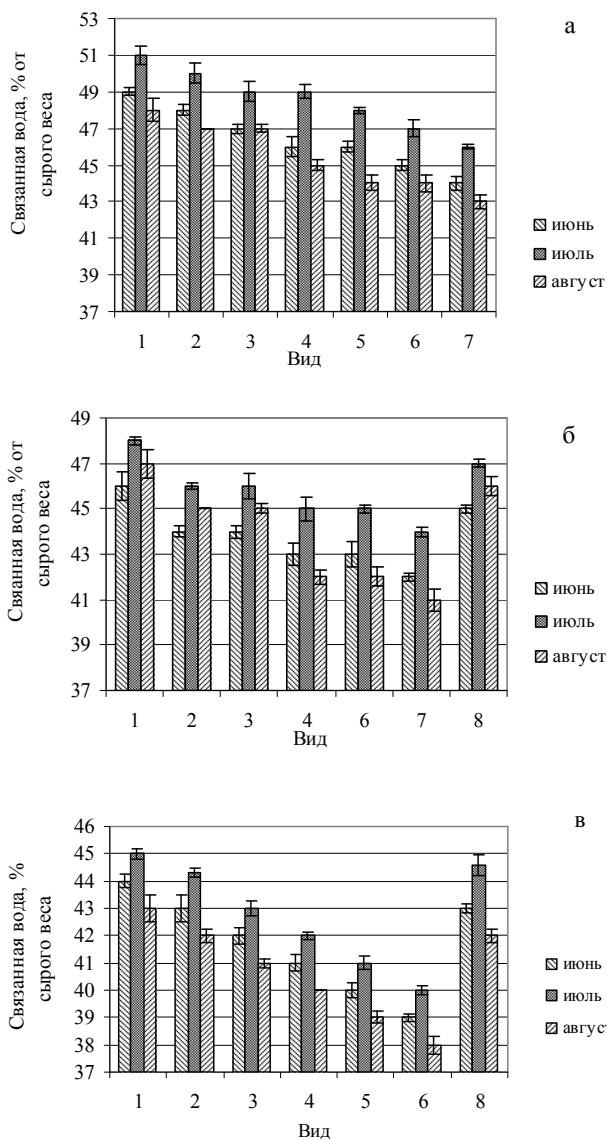 а
Связанная вода, % от
сырого веса
53
51
49
47
45
43
41
39
37
1 2 3 4 5 6 7
Вид
июнь
июль
август
б
Свяанная вода, % от
сырого веса
49
47
45
43
41
39
37
1 2 3 4 6 7 8
Вид
июнь
июль
август
в
Связанная вода, %
сырого веса
46
45
44
43
42
41
40
39
38
37
1 2 3 4 5 6 8
Вид
июнь
июль
август